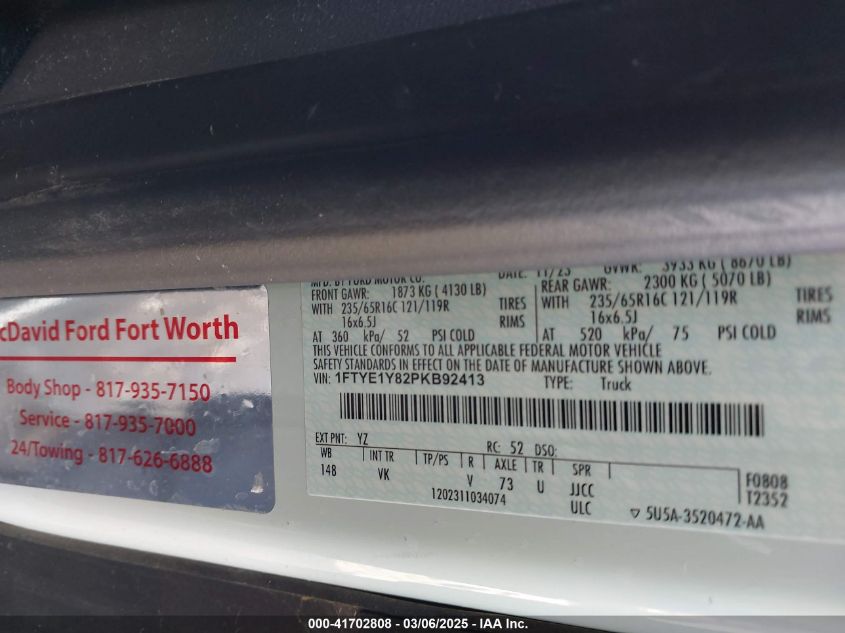 cDavid Ford Fort Worth
Body Shop - 817-935-7150
Service - 817-935-7000
24/Towing - 817-626-6888
MFD. BY FORD MOTOR CO.
DATE: 11/23 GVWR: 3933 KG ( 8670 LB)
FRONT GAWR: 1873 KG ( 4130 LB)
WITH 235/65R16C 121/119R TIRES
16x6.5J RIMS
AT 360 kPa/ 52 PSI COLD
REAR GAWR: 2300 KG ( 5070 LB)
WITH 235/65R16C 121/119R TIRES
16x6.5J RIMS
AT 520 kPa/ 75 PSI COLD
THIS VEHICLE CONFORMS TO ALL APPLICABLE FEDERAL MOTOR VEHICLE
SAFETY STANDARDS IN EFFECT ON THE DATE OF MANUFACTURE SHOWN ABOVE.
VIN: 1FTYE1Y82PKB92413 TYPE: Truck
EXT PNT: YZ RC: 52 DSO:
WB INT TR TP/PS R AXLE TR SPR
148 VK V 73 U JJCC
ULC
1202311034074
F0808
T2352
▽ 5U5A-3520472-AA
000-41702808 - 03/06/2025 - IAA Inc.